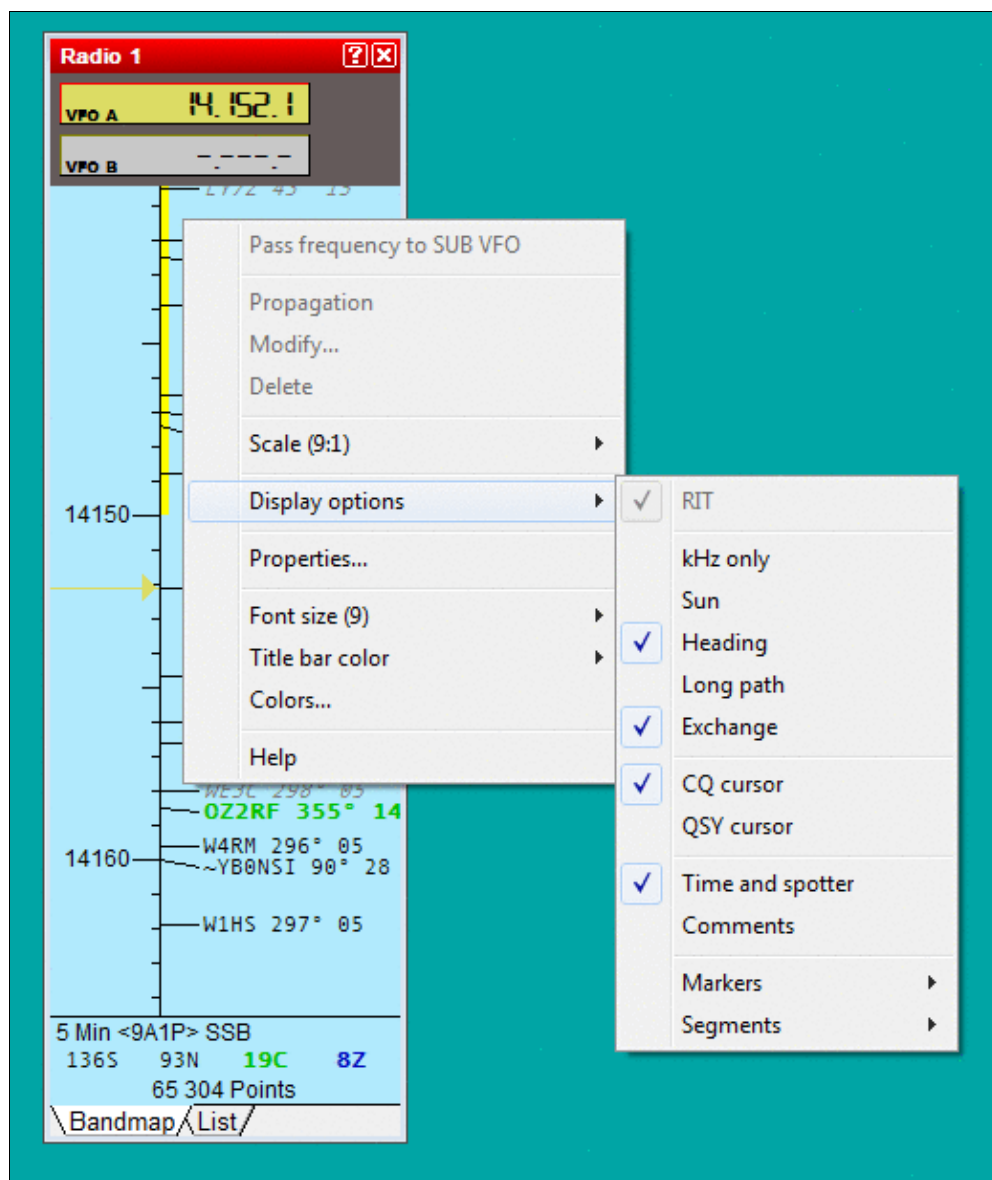 Radio 1
VFO A 14.152.1
VFO B -.---.-
Pass frequency to SUB VFO
Propagation
Modify...
Delete
Scale (9:1)
Display options
Properties...
Font size (9)
Title bar color
Colors...
Help
RIT
kHz only
Sun
Heading
Long path
Exchange
CQ cursor
QSY cursor
Time and spotter
Comments
Markers
Segments
14150
WE3C 298° 05
OZ2RF 355° 14
W4RM 296° 05
14160
~YB0NSI 90° 28
W1HS 297° 05
5 Min <9A1P> SSB
136S 93N 19C 8Z
65 304 Points
Bandmap List